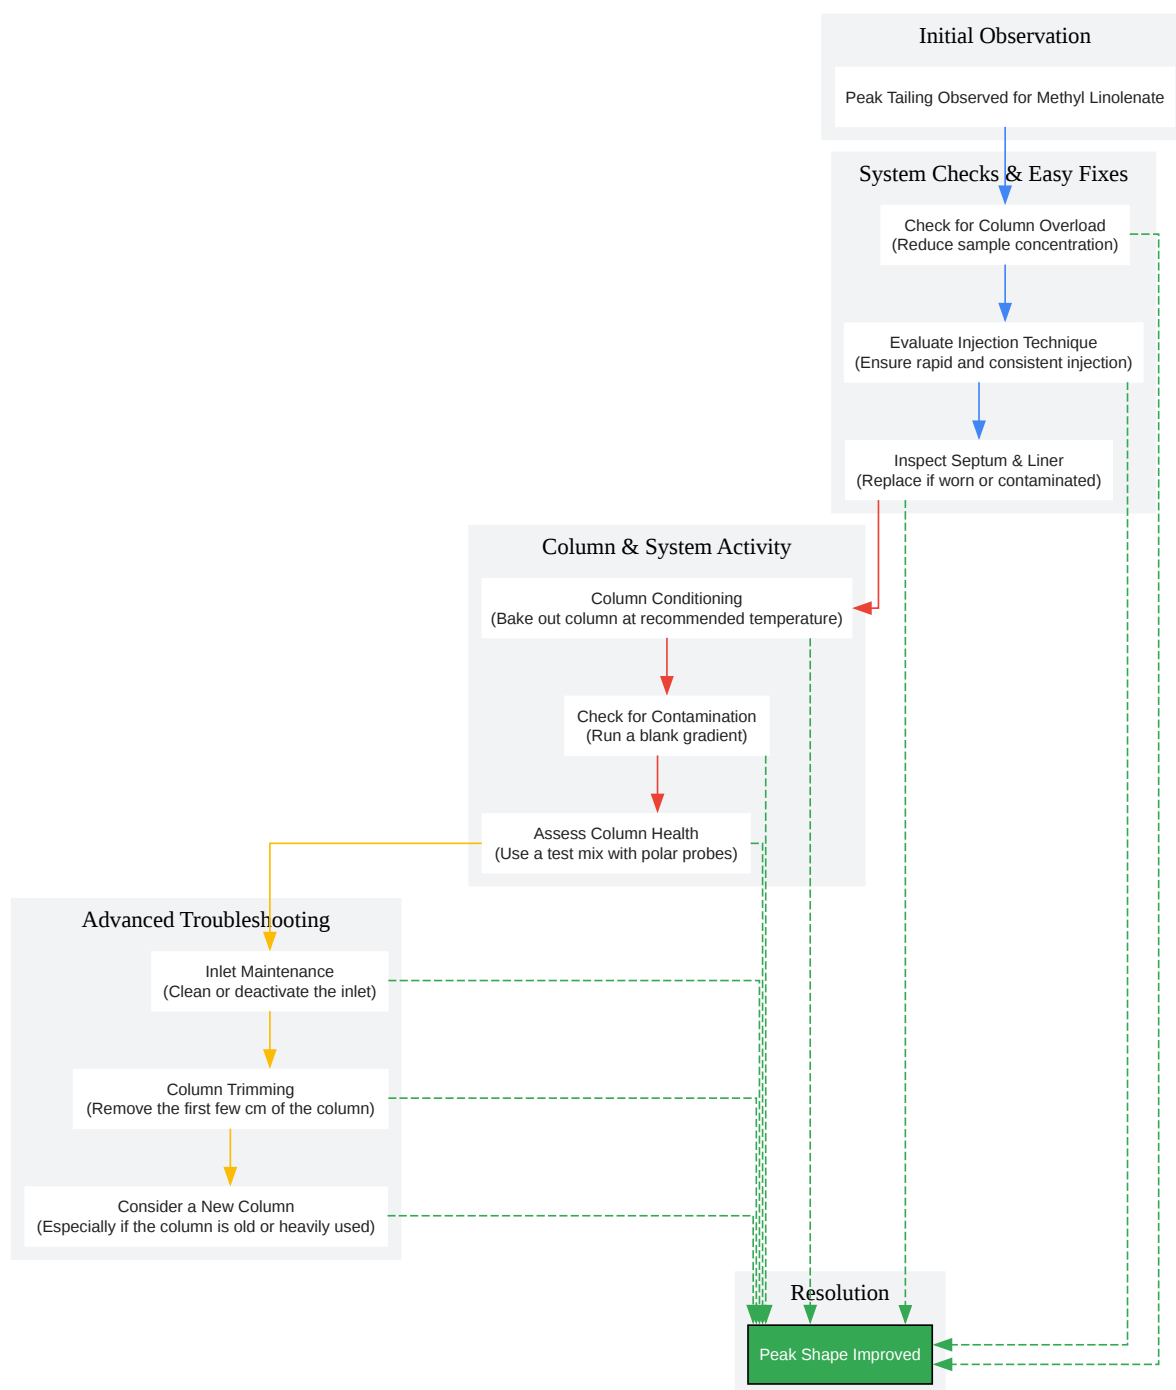 Initial Observation
Peak Tailing Observed for Methyl Linolenate
System Checks & Easy Fixes
Check for Column Overload
(Reduce sample concentration)
Evaluate Injection Technique
(Ensure rapid and consistent injection)
Inspect Septum & Liner
(Replace if worn or contaminated)
Column & System Activity
Column Conditioning
(Bake out column at recommended temperature)
Check for Contamination
(Run a blank gradient)
Assess Column Health
(Use a test mix with polar probes)
Advanced Troubleshooting
Inlet Maintenance
(Clean or deactivate the inlet)
Column Trimming
(Remove the first few cm of the column)
Consider a New Column
(Especially if the column is old or heavily used)
Resolution
Peak Shape Improved